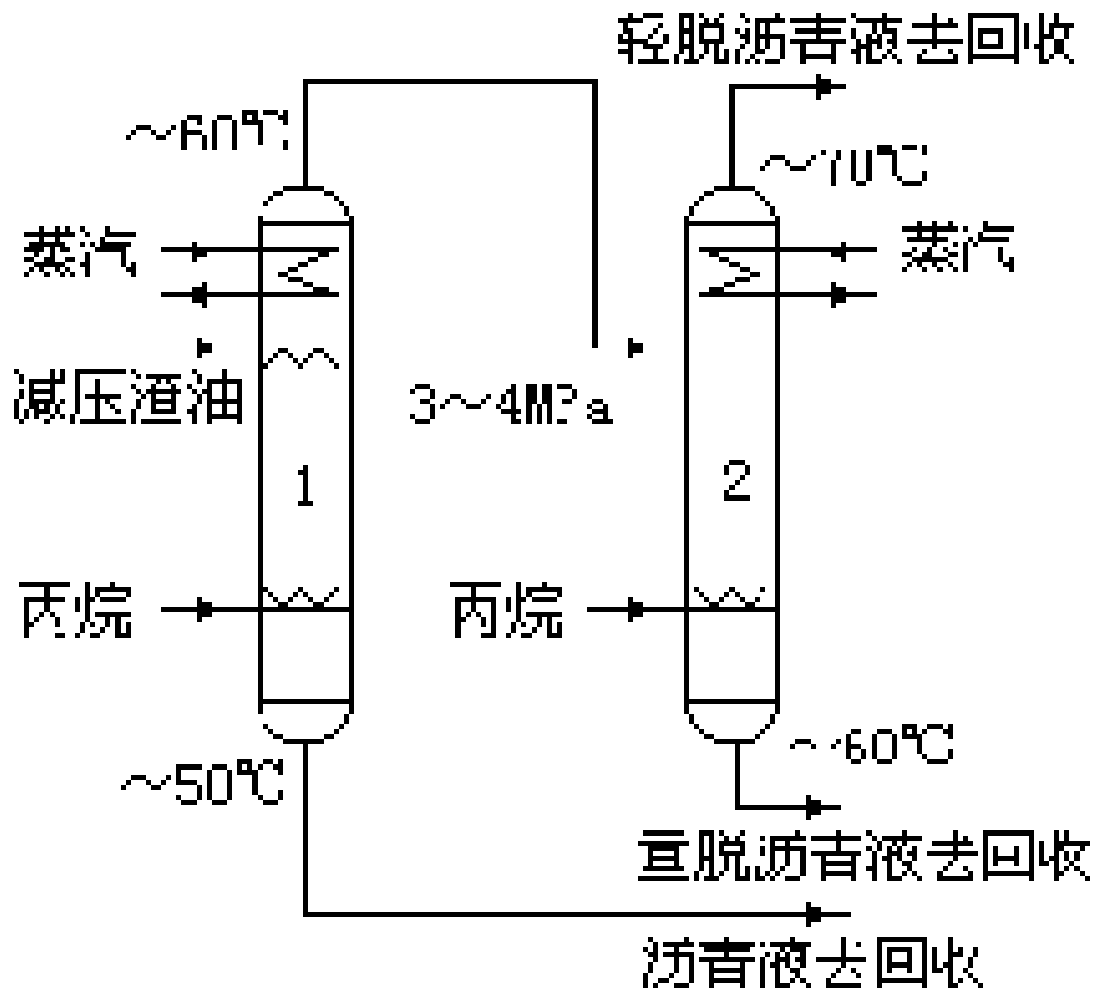 轻脱沥青液去回收
～60℃
～70℃
蒸汽
蒸汽
减压渣油
3～4MPa
1
2
丙烷
丙烷
～60℃
～50℃
重脱沥青液去回收
沥青液去回收